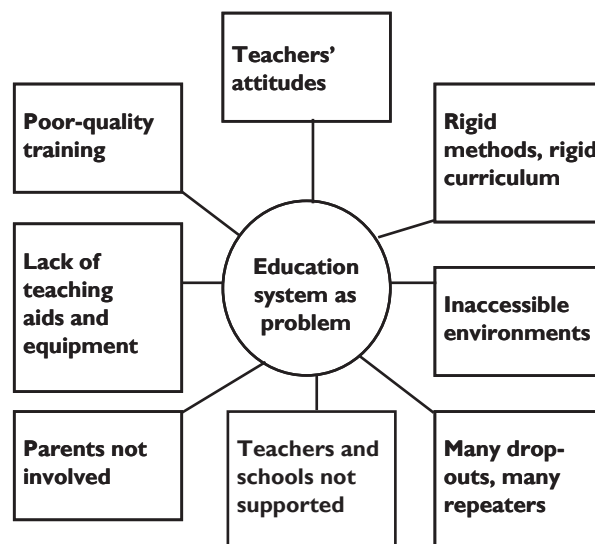 Teachers’
attitudes
Poor-quality
training
Rigid
methods, rigid
curriculum
Lack of
teaching
aids and
equipment
Education
system as
problem
Inaccessible
environments
Parents not
involved
Teachers and
schools not
supported
Many drop-
outs, many
repeaters